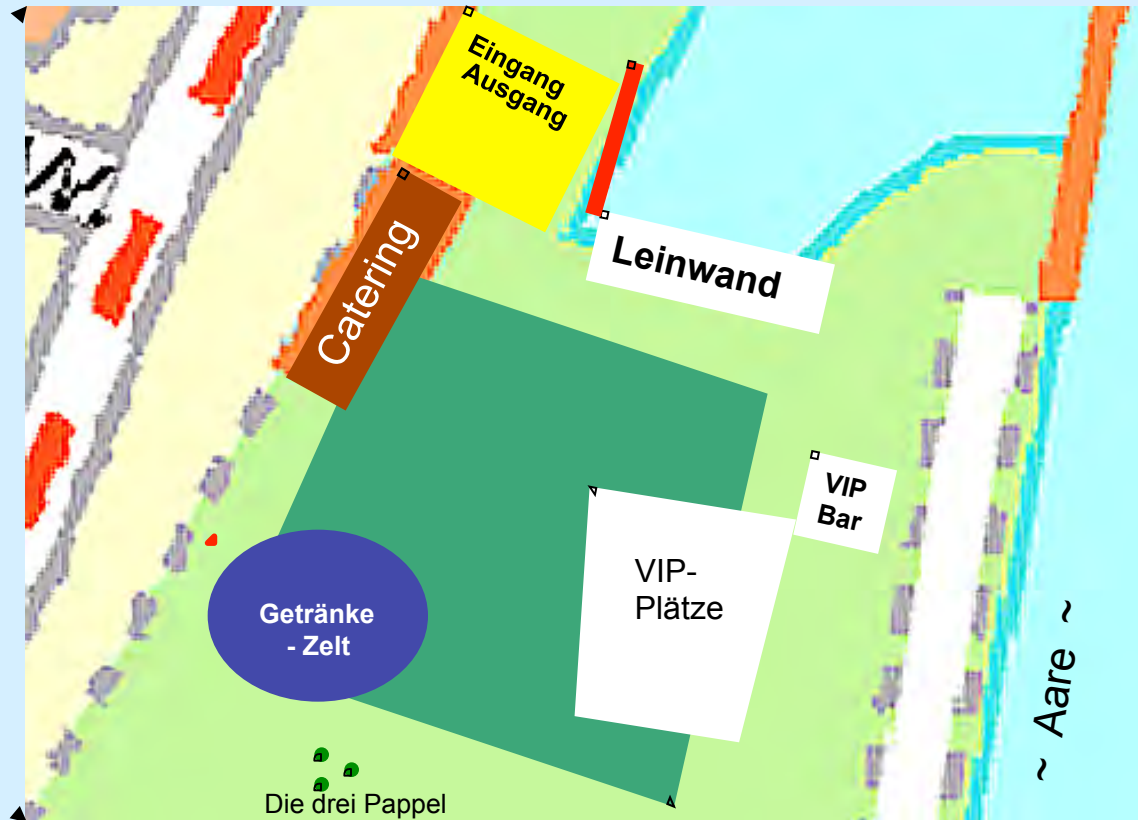 Eingang
Ausgang
Leinwand
Catering
VIP
Bar
VIP-
Plätze
Getränke
- Zelt
~ Aare ~
Die drei Pappel